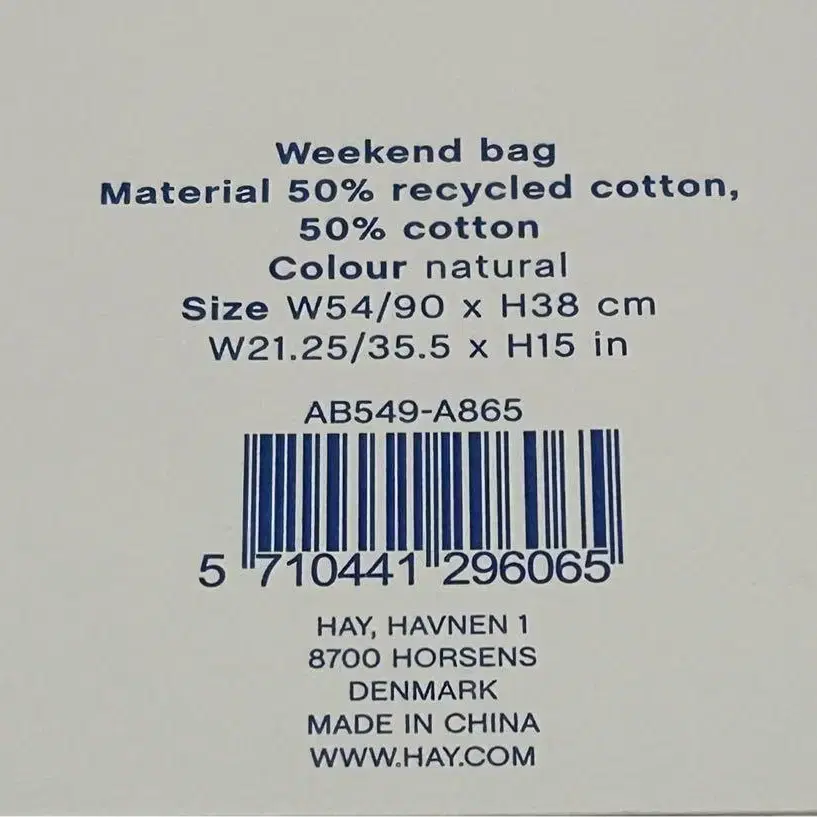 Weekend bag
Material 50% recycled cotton,
50% cotton
Colour natural
Size W54/90 x H38 cm
W21.25/35.5 x H15 in
AB549-A865
5 710441 296065
HAY, HAVNEN 1
8700 HORSENS
DENMARK
MADE IN CHINA
WWW.HAY.COM